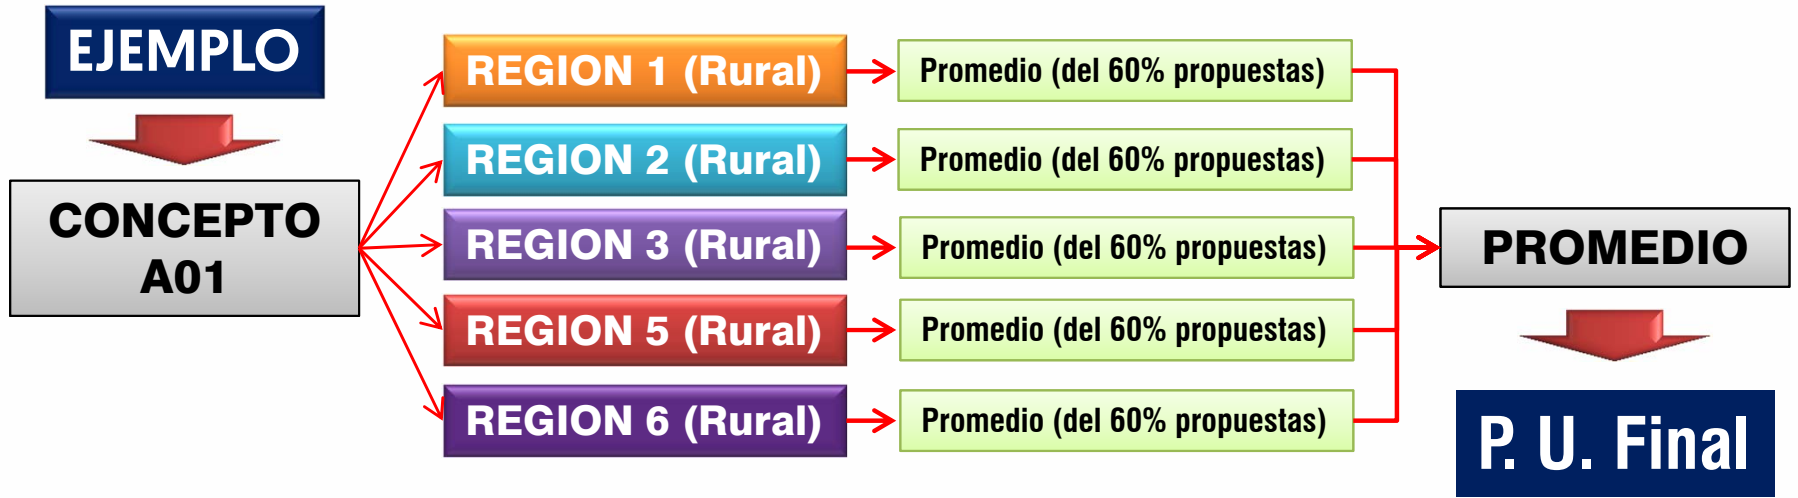 EJEMPLO
CONCEPTO
A01
REGION 1 (Rural)
Promedio (del 60% propuestas)
REGION 2 (Rural)
Promedio (del 60% propuestas)
REGION 3 (Rural)
Promedio (del 60% propuestas)
REGION 5 (Rural)
Promedio (del 60% propuestas)
REGION 6 (Rural)
Promedio (del 60% propuestas)
PROMEDIO
P. U. Final